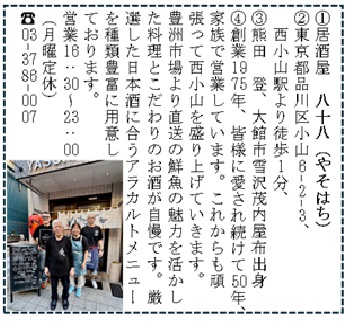 ①居酒屋　八十八（やそはち）
②東京都品川区小山6-2-3、
西小山駅より徒歩1分、
③熊田　登、大館市雪沢茂内屋布出身
④創業1975年、皆様に愛され続けて50年、
家族で営業しています。これからも頑
張って西小山を盛り上げていきます。
豊洲市場より直送の鮮魚の魅力を活かし
た料理とこだわりのお酒が自慢です。厳
選した日本酒に合うアラカルトメニュー
を種類豊富に用意し
ております。
営業16：30~23：00
（月曜定休）
☎03-3786-0007